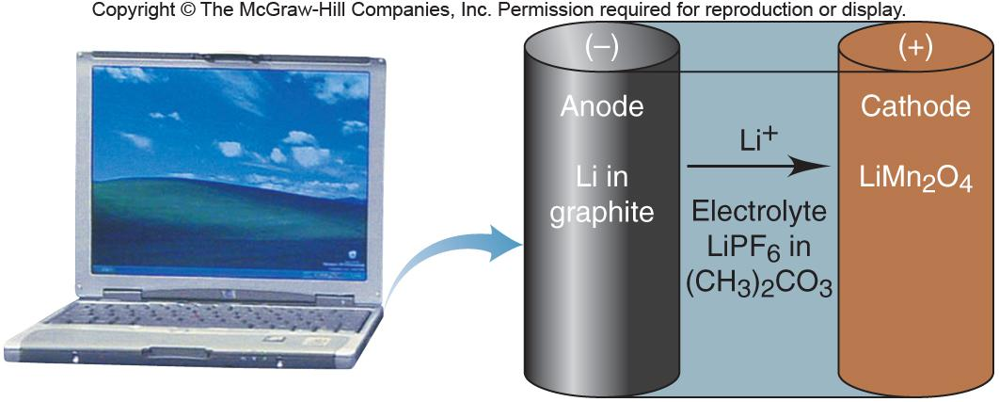 Copyright © The McGraw-Hill Companies, Inc. Permission required for reproduction or display.
(–)
Anode
Li in
graphite
Li⁺
Electrolyte
LiPF₆ in
(CH₃)₂CO₃
(+)
Cathode
LiMn₂O₄